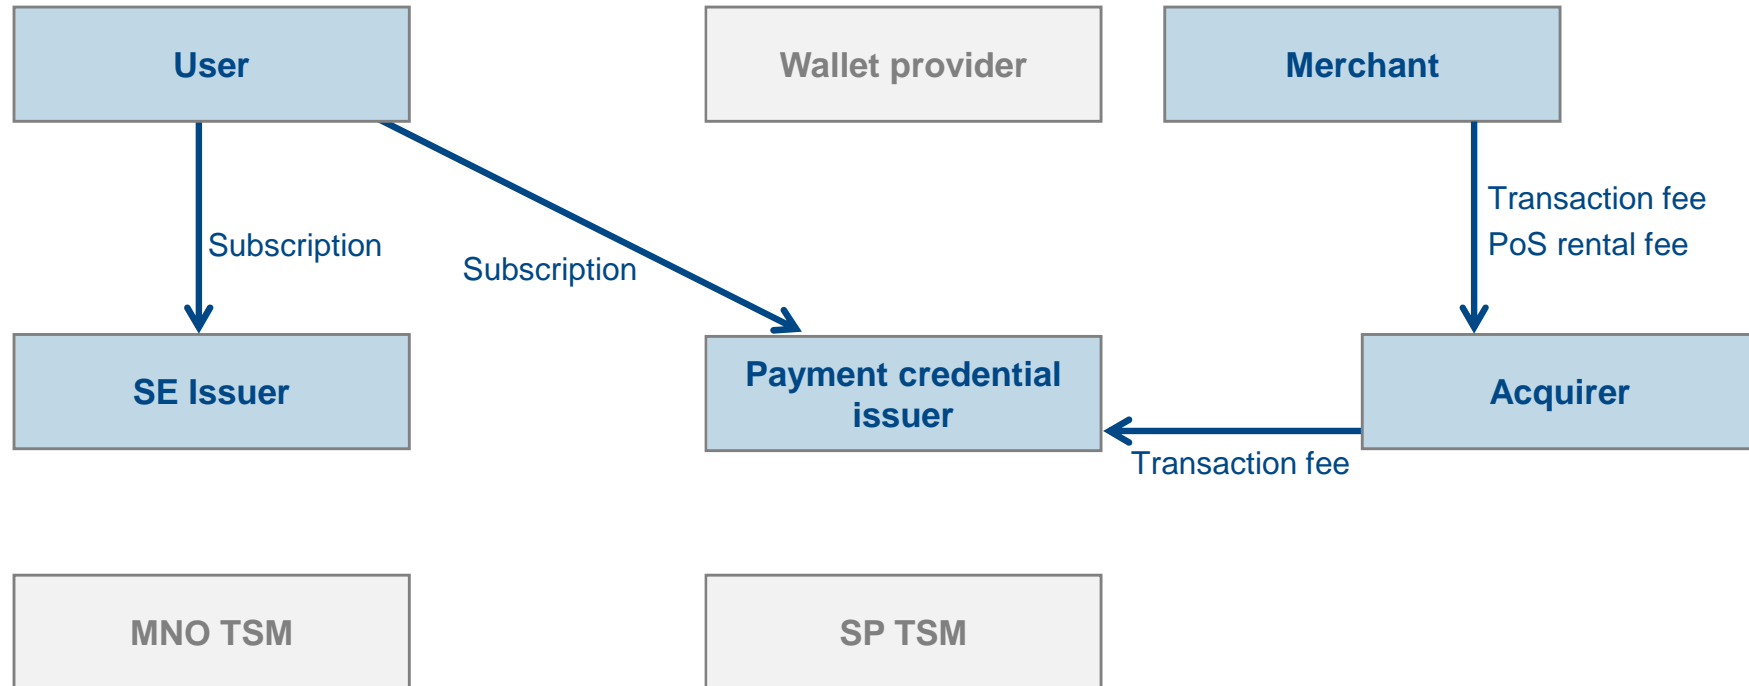 User
Wallet provider
Merchant
Transaction fee
PoS rental fee
Subscription
Subscription
SE Issuer
Payment credential
issuer
Acquirer
Transaction fee
MNO TSM
SP TSM